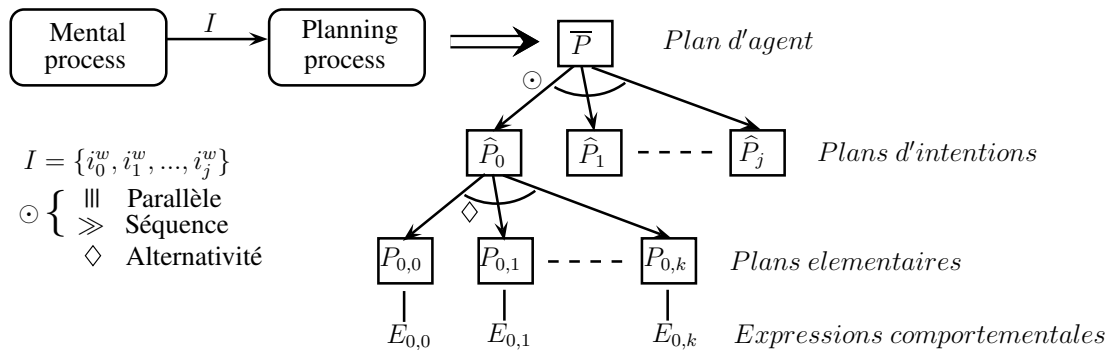 Mental process
I
Planning process
P̅
Plan d'agent
⊙
P̂₀
P̂₁
P̂ⱼ
Plans d'intentions
I = {i₀ʷ, i₁ʷ, ..., iⱼʷ}
⊙ { ||| Parallèle
≫ Séquence
◇ Alternativité
◇
P₀,₀
P₀,₁
P₀,ₖ
Plans elementaires
E₀,₀
E₀,₁
E₀,ₖ
Expressions comportementales